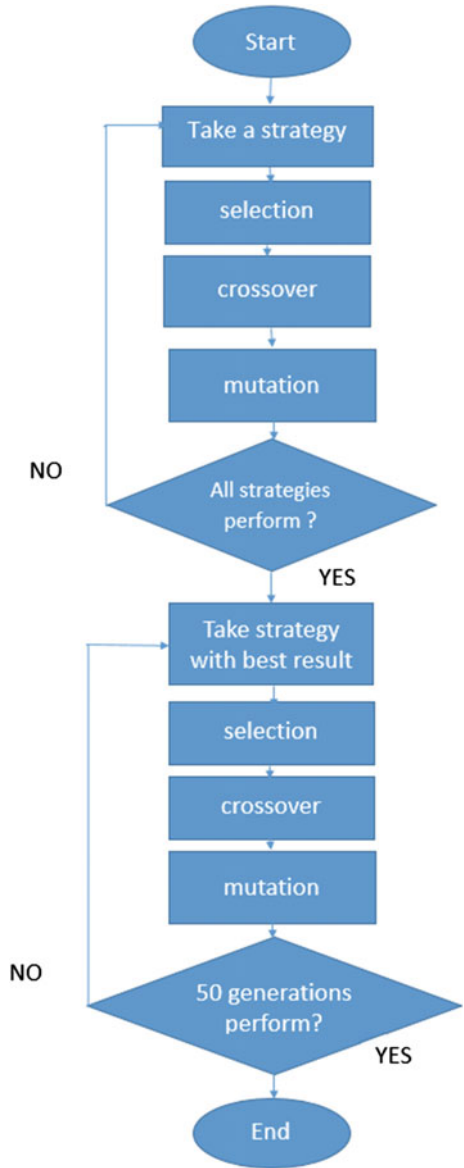 Start
Take a strategy
selection
crossover
mutation
NO
All strategies
perform ?
YES
Take strategy
with best result
selection
crossover
mutation
NO
50 generations
perform?
YES
End